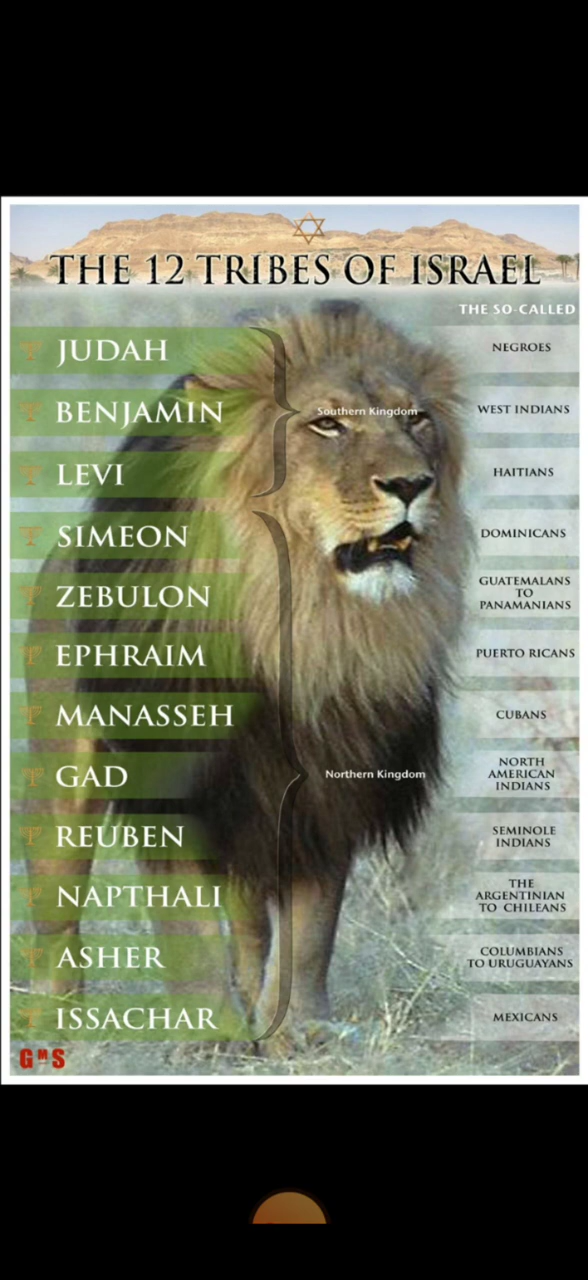 THE 12 TRIBES OF ISRAEL
THE SO-CALLED
JUDAH
NEGROES
BENJAMIN
Southern Kingdom
WEST INDIANS
LEVI
HAITIANS
SIMEON
DOMINICANS
ZEBULON
GUATEMALANS
TO
PANAMANIANS
EPHRAIM
PUERTO RICANS
MANASSEH
CUBANS
GAD
Northern Kingdom
NORTH
AMERICAN
INDIANS
REUBEN
SEMINOLE
INDIANS
NAPTHALI
THE
ARGENTINIAN
TO CHILEANS
ASHER
COLUMBIANS
TO URUGUAYANS
ISSACHAR
MEXICANS
GMS